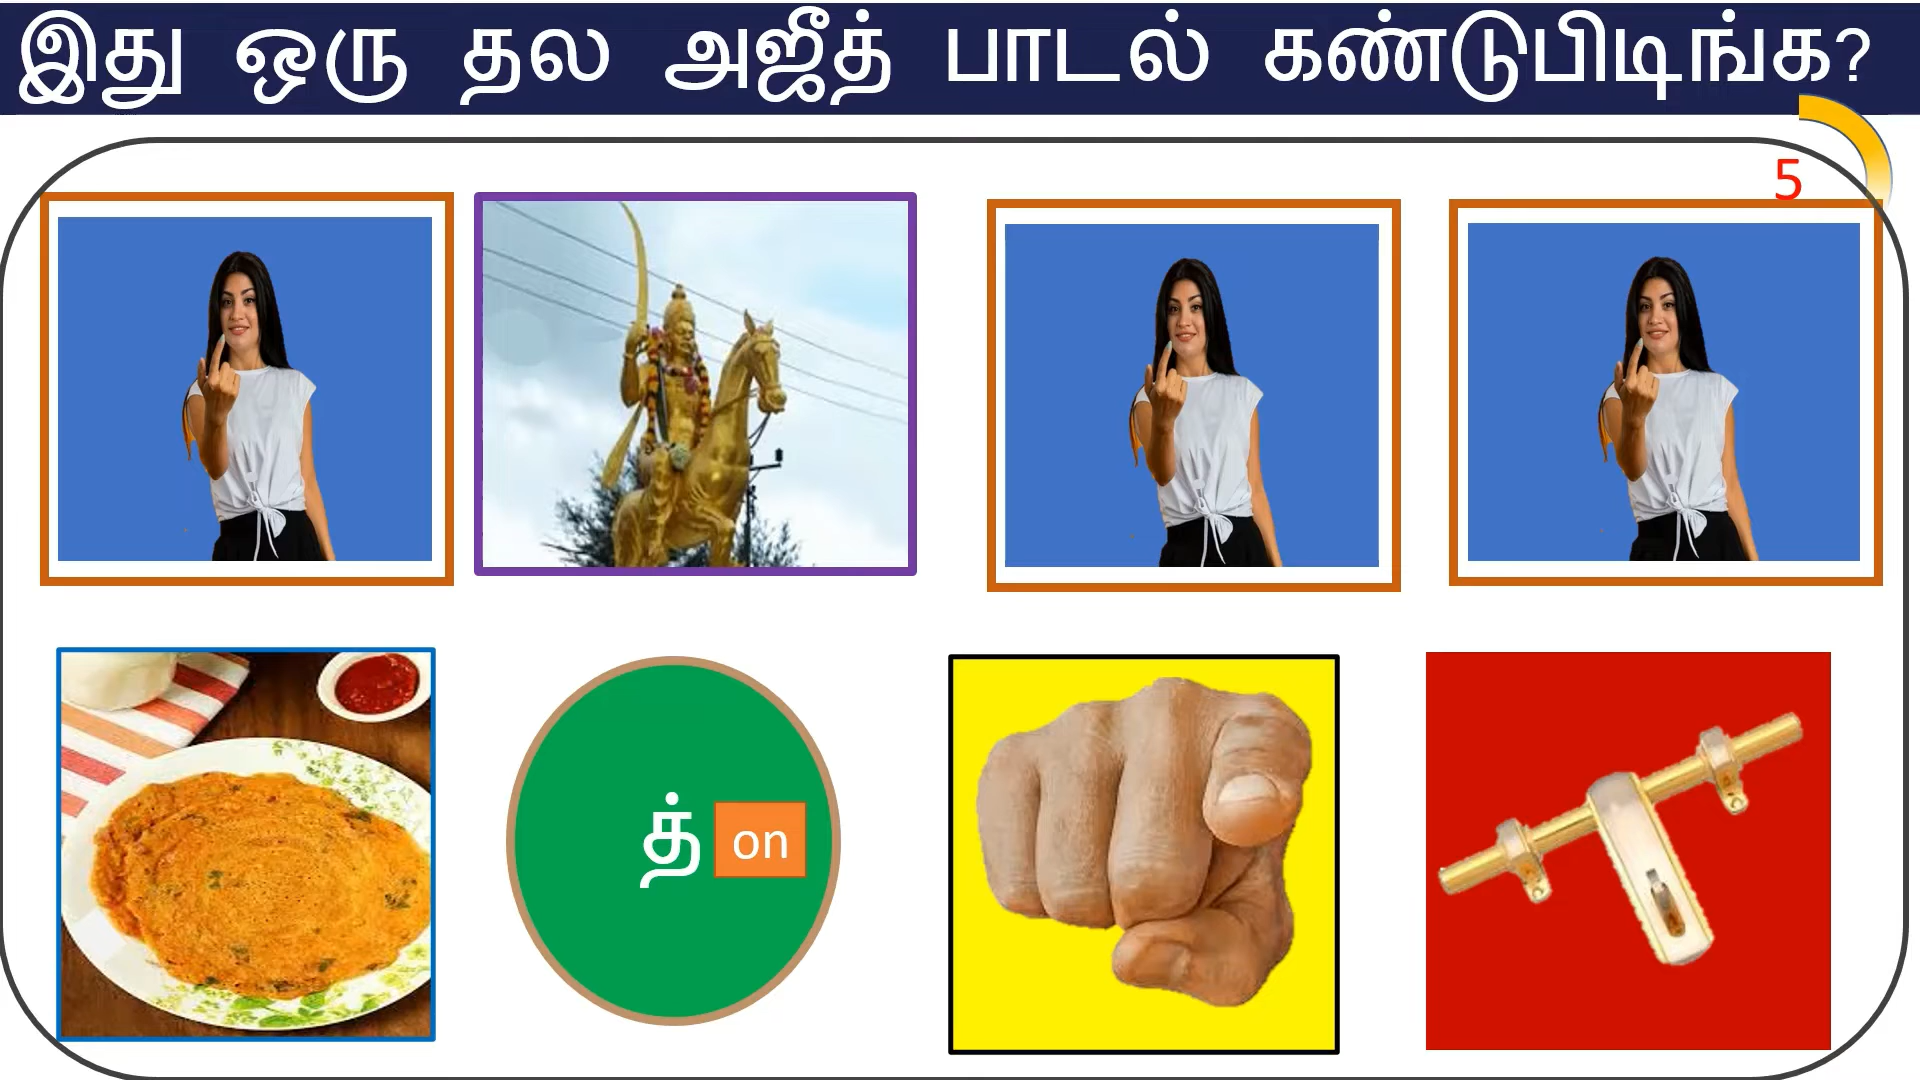 இது ஒரு தல அஜீத் பாடல் கண்டுபிடிங்க?
5
த் on